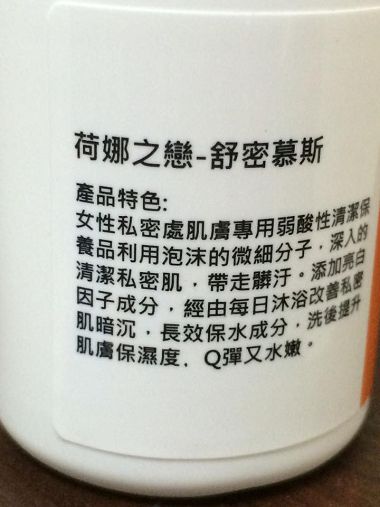 荷娜之戀-舒密慕斯
產品特色:
女性私密處肌膚專用弱酸性清潔保
養品利用泡沫的微細分子，深入的
清潔私密肌，帶走髒汙。添加亮白
因子成分，經由每日沐浴改善私密
肌暗沉，長效保水成分，洗後提升
肌膚保濕度，Q彈又水嫩。